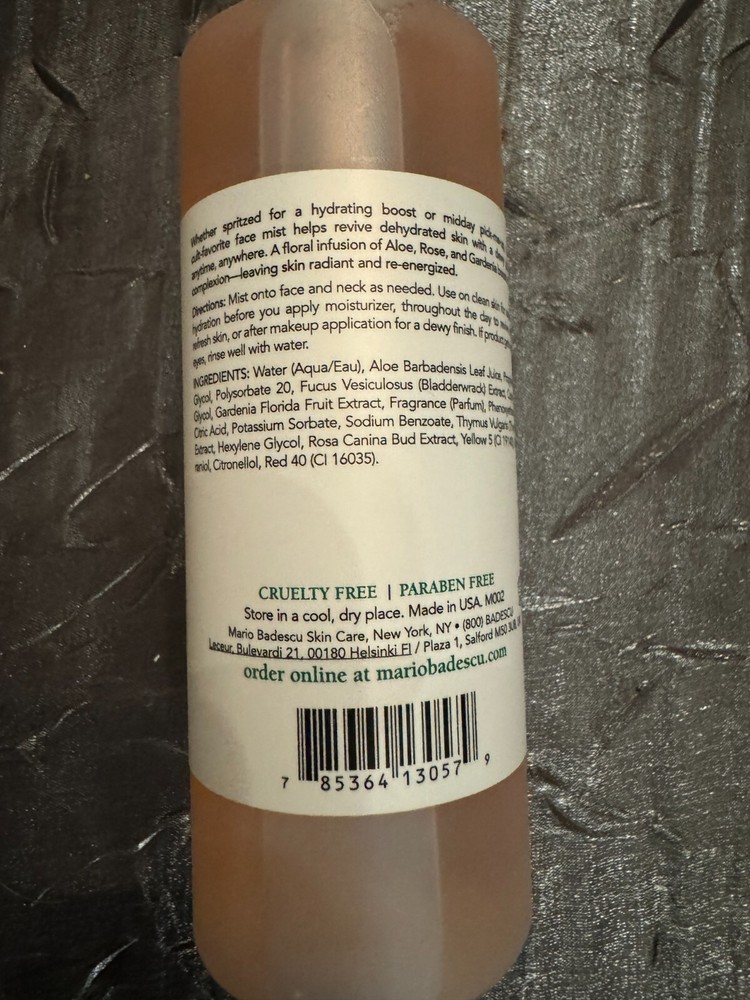 Whether spritzed for a hydrating boost or midday
cult-favorite face mist helps revive dehydrated skin with a
anytime, anywhere. A floral infusion of Aloe, Rose, and Gardenia
complexion—leaving skin radiant and re-energized.
Directions: Mist onto face and neck as needed. Use on clean skin
hydration before you apply moisturizer, throughout the day to
refresh skin, or after makeup application for a dewy finish. If product
eyes, rinse well with water.
INGREDIENTS: Water (Aqua/Eau), Aloe Barbadensis Leaf Juice,
Glycol, Polysorbate 20, Fucus Vesiculosus (Bladderwrack) Extract,
Glycol, Gardenia Florida Fruit Extract, Fragrance (Parfum),
Citric Acid, Potassium Sorbate, Sodium Benzoate, Thymus Vulgaris
Extract, Hexylene Glycol, Rosa Canina Bud Extract, Yellow 5 (CI
raniol, Citronellol, Red 40 (CI 16035).
CRUELTY FREE | PARABEN FREE
Store in a cool, dry place. Made in USA. M002
Mario Badescu Skin Care, New York, NY • (800) BADESCU
Laceur, Bulevardi 21, 00180 Helsinki FI / Plaza 1, Salford M50
order online at mariobadescu.com
7 85364 13057 9